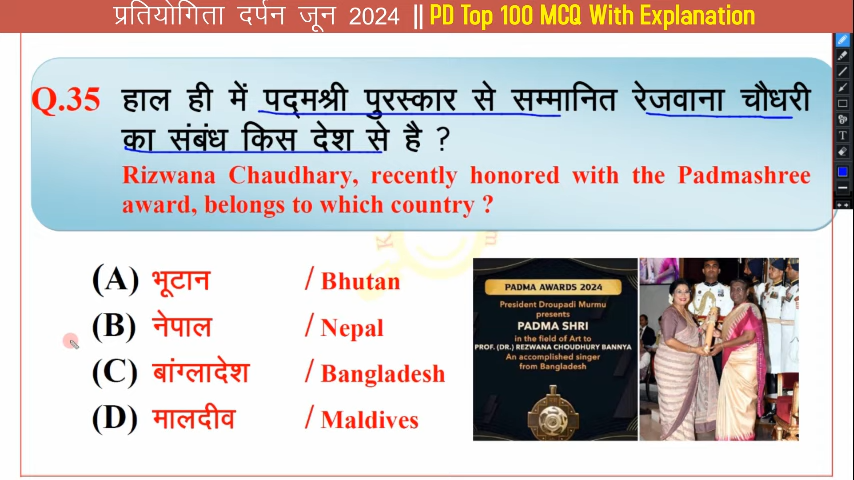 प्रतियोगिता दर्पन जून 2024 || PD Top 100 MCQ With Explanation
Q.35 हाल ही में पद्मश्री पुरस्कार से सम्मानित रेजवाना चौधरी
का संबंध किस देश से है ?
Rizwana Chaudhary, recently honored with the Padmashree
award, belongs to which country ?
(A) भूटान / Bhutan
(B) नेपाल / Nepal
(C) बांग्लादेश / Bangladesh
(D) मालदीव / Maldives
PADMA AWARDS 2024
President Droupadi Murmu
presents
PADMA SHRI
in the field of Art to
PROF. (DR.) REZWANA CHOUDHURY BANNYA
An accomplished singer
from Bangladesh